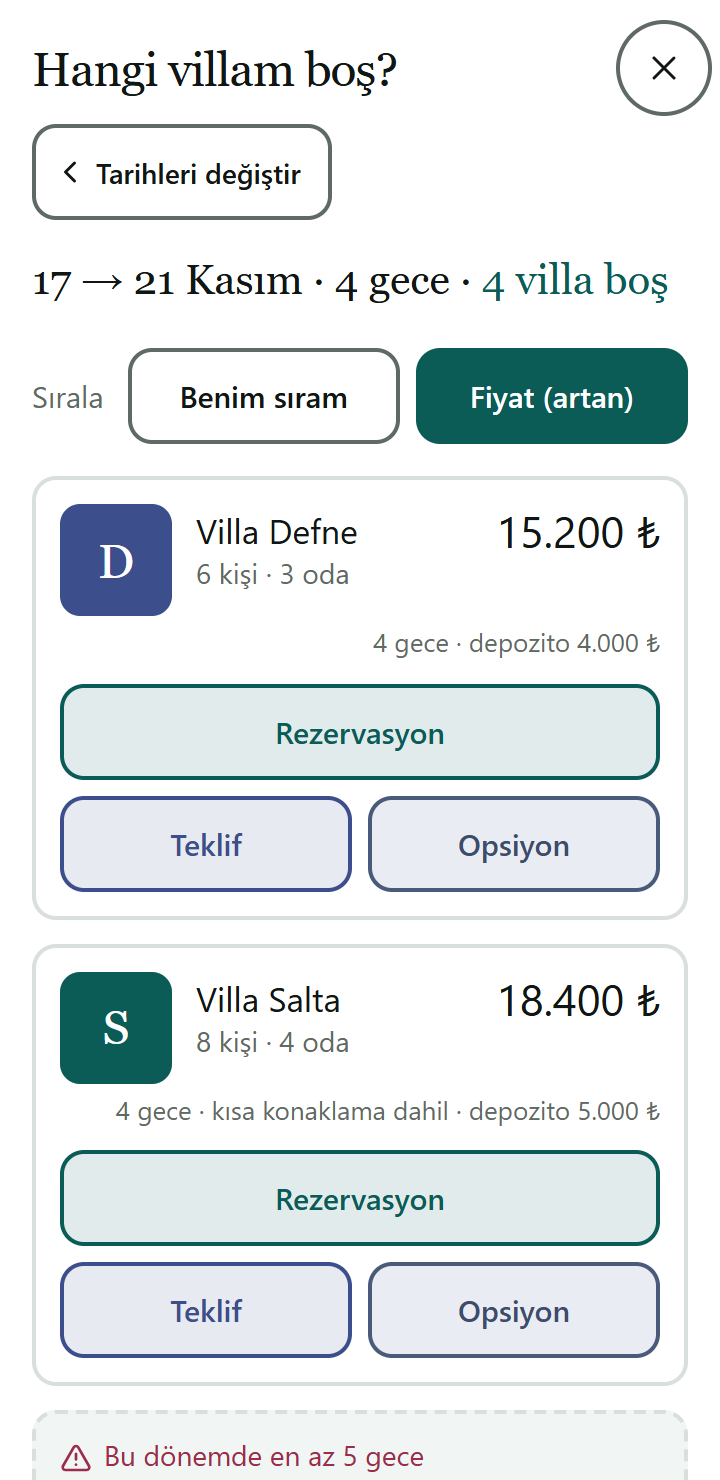 Hangi villam boş?
Tarihleri değiştir
17 → 21 Kasım · 4 gece · 4 villa boş
Sırala
Benim sıram
Fiyat (artan)
D
Villa Defne
15.200 ₺
6 kişi · 3 oda
4 gece · depozito 4.000 ₺
Rezervasyon
Teklif
Opsiyon
S
Villa Salta
18.400 ₺
8 kişi · 4 oda
4 gece · kısa konaklama dahil · depozito 5.000 ₺
Rezervasyon
Teklif
Opsiyon
Bu dönemde en az 5 gece